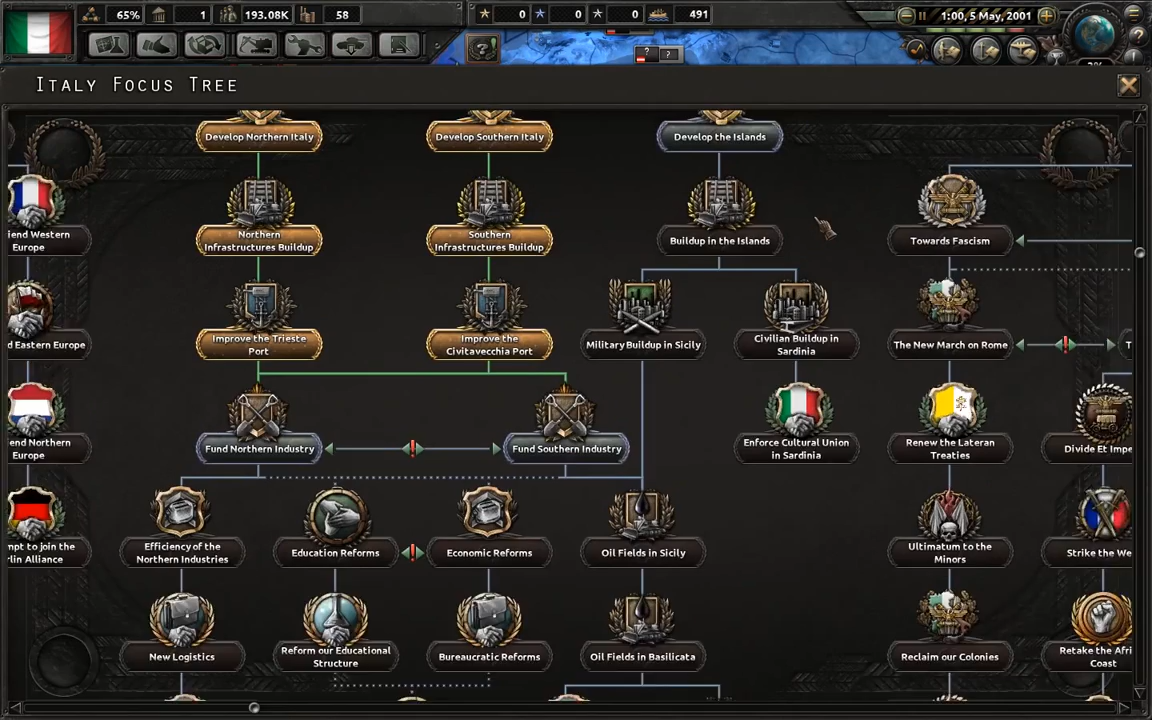 65% 1 193.08K 58 0 0 0 491 1:00, 5 May, 2001
Italy Focus Tree
Develop Northern Italy
Develop Southern Italy
Develop the Islands
iend Western
Europe
Northern
Infrastructures Buildup
Southern
Infrastructures Buildup
Buildup in the Islands
Towards Fascism
d Eastern Europe
Improve the Trieste
Port
Improve the
Civitavecchia Port
Military Buildup in Sicily
Civilian Buildup in
Sardinia
The New March on Rome
T
end Northern
Europe
Fund Northern Industry
Fund Southern Industry
Enforce Cultural Union
in Sardinia
Renew the Lateran
Treaties
Divide Et Impe
mpt to join the
rlin Alliance
Efficiency of the
Northern Industries
Education Reforms
Economic Reforms
Oil Fields in Sicily
Ultimatum to the
Minors
Strike the We
New Logistics
Reform our Educational
Structure
Bureaucratic Reforms
Oil Fields in Basilicata
Reclaim our Colonies
Retake the Afri
Coast